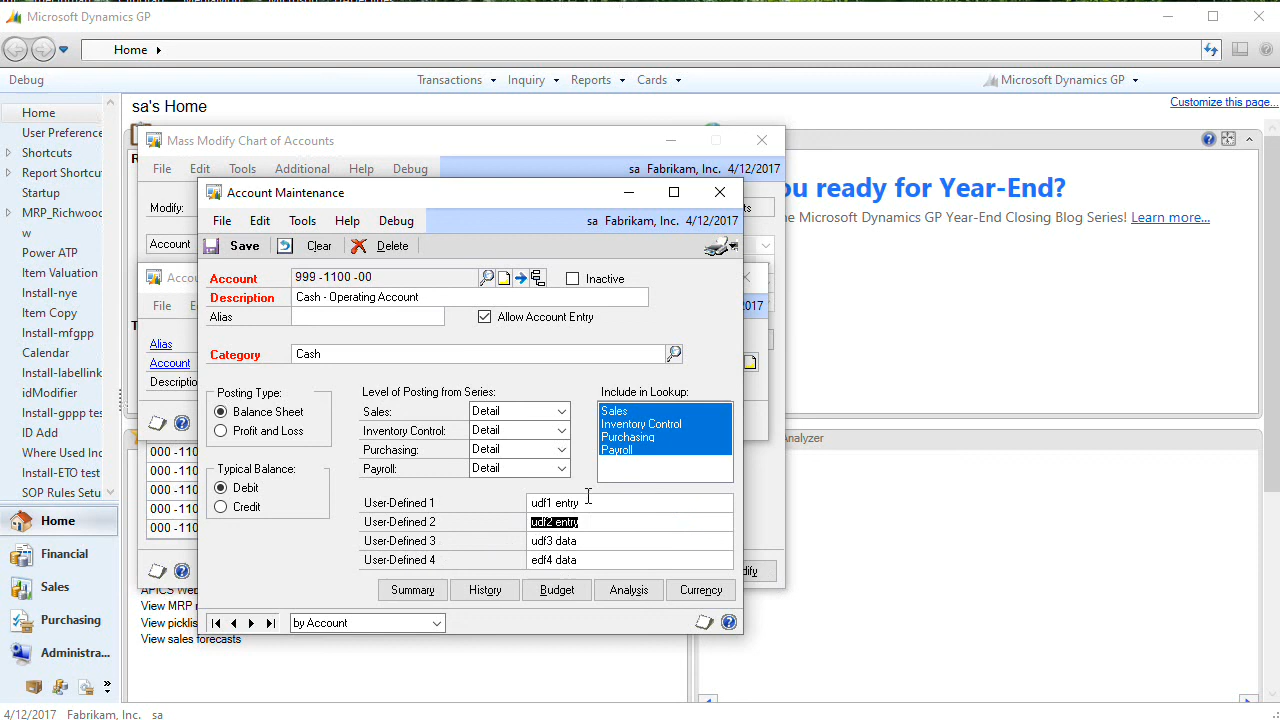 Microsoft Dynamics GP
Home
Debug Transactions Inquiry Reports Cards Microsoft Dynamics GP
sa's Home
Customize this page...
Home
User Preference
Shortcuts
Report Shortcu
Startup
MRP_Richwood
w
Power ATP
Item Valuation
Install-nye
Item Copy
Install-mfgpp
Calendar
Install-labellink
idModifier
Install-gppp tes
ID Add
Where Used Inc
Install-ETO test
SOP Rules Setu
Home
Financial
Sales
Purchasing
Administra...
Mass Modify Chart of Accounts
File Edit Tools Additional Help Debug sa Fabrikam, Inc. 4/12/2017
Modify:
Account
ou ready for Year-End?
he Microsoft Dynamics GP Year-End Closing Blog Series! Learn more...
Accou
File E 017
Alias
Account
Descriptio
000 -110
000 -110
000 -110
000 -110
000 -110
dify
Account Maintenance
File Edit Tools Help Debug sa Fabrikam, Inc. 4/12/2017
Save Clear Delete
Account 999 -1100 -00 Inactive
Description Cash - Operating Account
Alias Allow Account Entry
Category Cash
Posting Type:
Balance Sheet
Profit and Loss
Typical Balance:
Debit
Credit
Level of Posting from Series:
Sales: Detail
Inventory Control: Detail
Purchasing: Detail
Payroll: Detail
Include in Lookup:
Sales
Inventory Control
Purchasing
Payroll
User-Defined 1 udf1 entry
User-Defined 2 udf2 entry
User-Defined 3 udf3 data
User-Defined 4 edf4 data
Summary History Budget Analysis Currency
by Account
Analyzer
View MRP
View picklis
View sales forecasts
4/12/2017 Fabrikam, Inc. sa